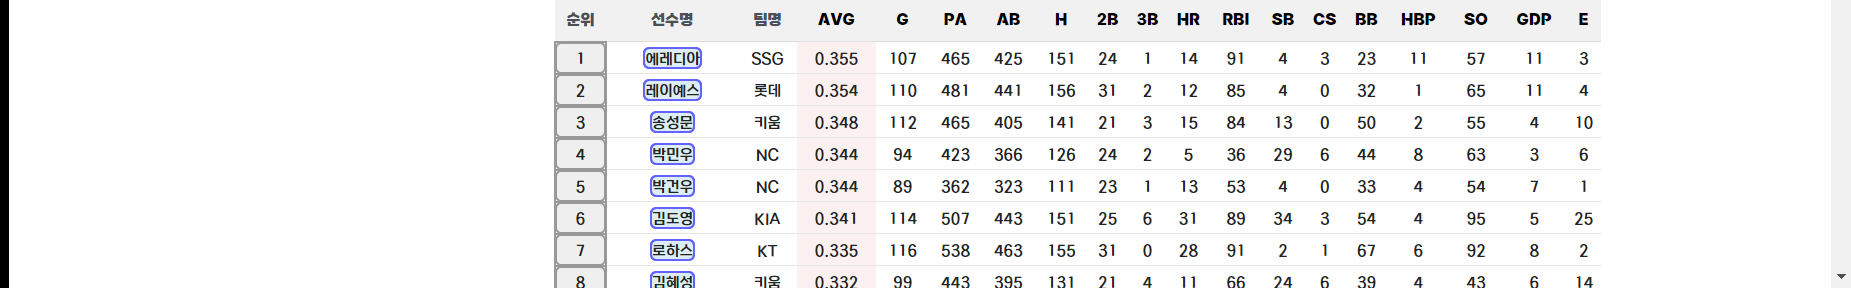 순위 선수명 팀명 AVG G PA AB H 2B 3B HR RBI SB CS BB HBP SO GDP E
1 에레디아 SSG 0.355 107 465 425 151 24 1 14 91 4 3 23 11 57 11 3
2 레이예스 롯데 0.354 110 481 441 156 31 2 12 85 4 0 32 1 65 11 4
3 송성문 키움 0.348 112 465 405 141 21 3 15 84 13 0 50 2 55 4 10
4 박민우 NC 0.344 94 423 366 126 24 2 5 36 29 6 44 8 63 3 6
5 박건우 NC 0.344 89 362 323 111 23 1 13 53 4 0 33 4 54 7 1
6 김도영 KIA 0.341 114 507 443 151 25 6 31 89 34 3 54 4 95 5 25
7 로하스 KT 0.335 116 538 463 155 31 0 28 91 2 1 67 6 92 8 2
8 김혜성 키움 0.332 99 443 395 131 21 4 11 66 24 6 39 4 43 6 14